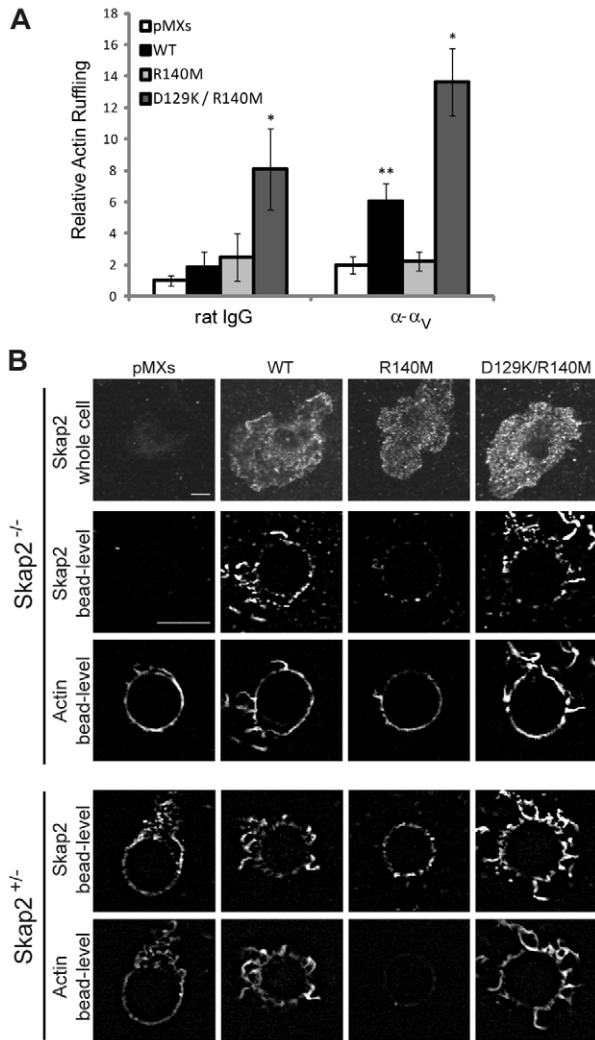 A
Relative Actin Ruffling
18
16
14
12
10
8
6
4
2
0
pMXs
WT
R140M
D129K / R140M
*
**
*
rat IgG
α-αV
B
pMXs WT R140M D129K/R140M
Skap2 -/-
Skap2
whole cell
Skap2
bead-level
Actin
bead-level
Skap2 +/-
Skap2
bead-level
Actin
bead-level